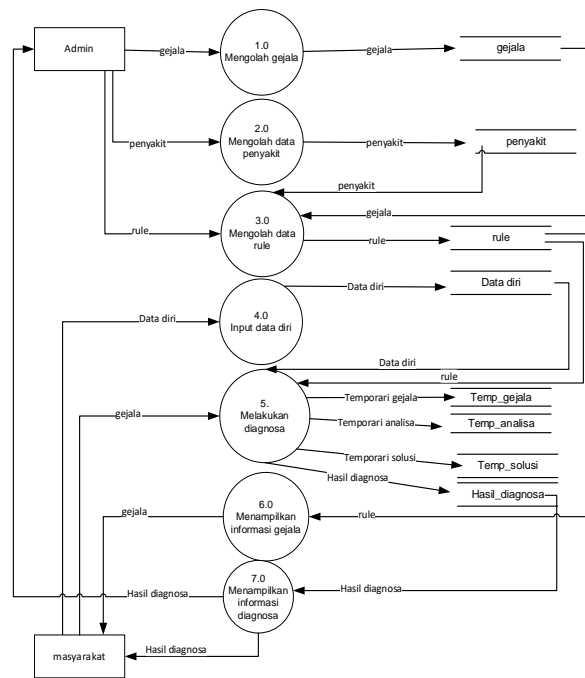 Admin
gejala
1.0
Mengolah gejala
gejala
gejala
penyakit
2.0
Mengolah data
penyakit
penyakit
penyakit
penyakit
gejala
rule
3.0
Mengolah data
rule
rule
rule
Data diri
4.0
Input data diri
Data diri
Data diri
Data diri
rule
gejala
5.
Melakukan
diagnosa
Temporari gejala
Temp_gejala
Temporari analisa
Temp_analisa
Temporari solusi
Temp_solusi
Hasil diagnosa
Hasil_diagnosa
gejala
6.0
Menampilkan
informasi gejala
rule
Hasil diagnosa
7.0
Menampilkan
informasi
diagnosa
Hasil diagnosa
masyarakat
Hasil diagnosa